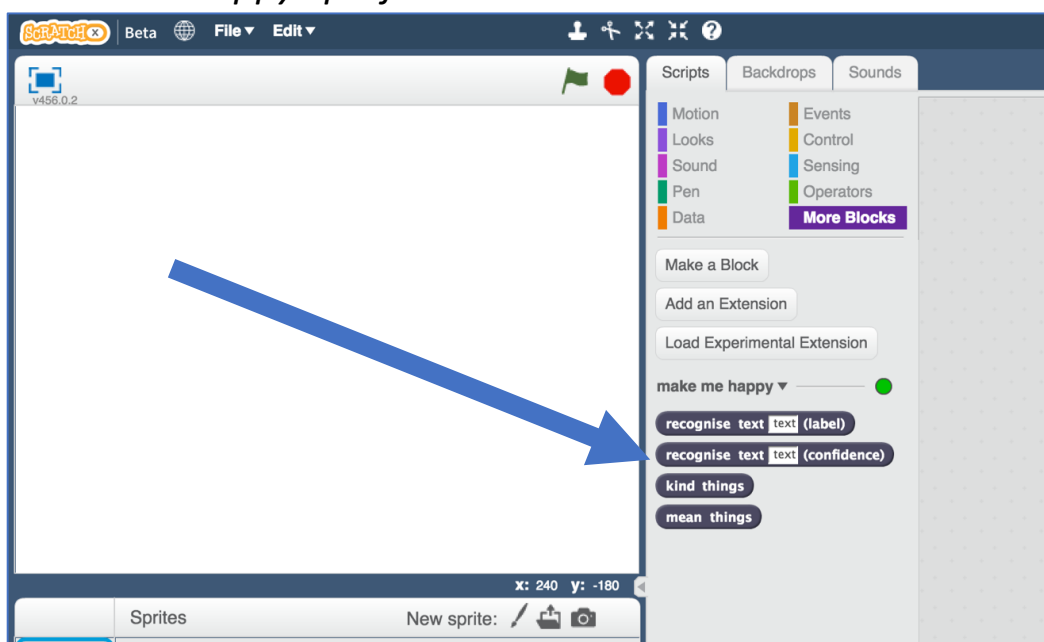 SCRATCHX Beta File Edit
v456.0.2
Scripts Backdrops Sounds
Motion Events
Looks Control
Sound Sensing
Pen Operators
Data More Blocks
Make a Block
Add an Extension
Load Experimental Extension
make me happy
recognise text text (label)
recognise text text (confidence)
kind things
mean things
x: 240 y: -180
Sprites New sprite: